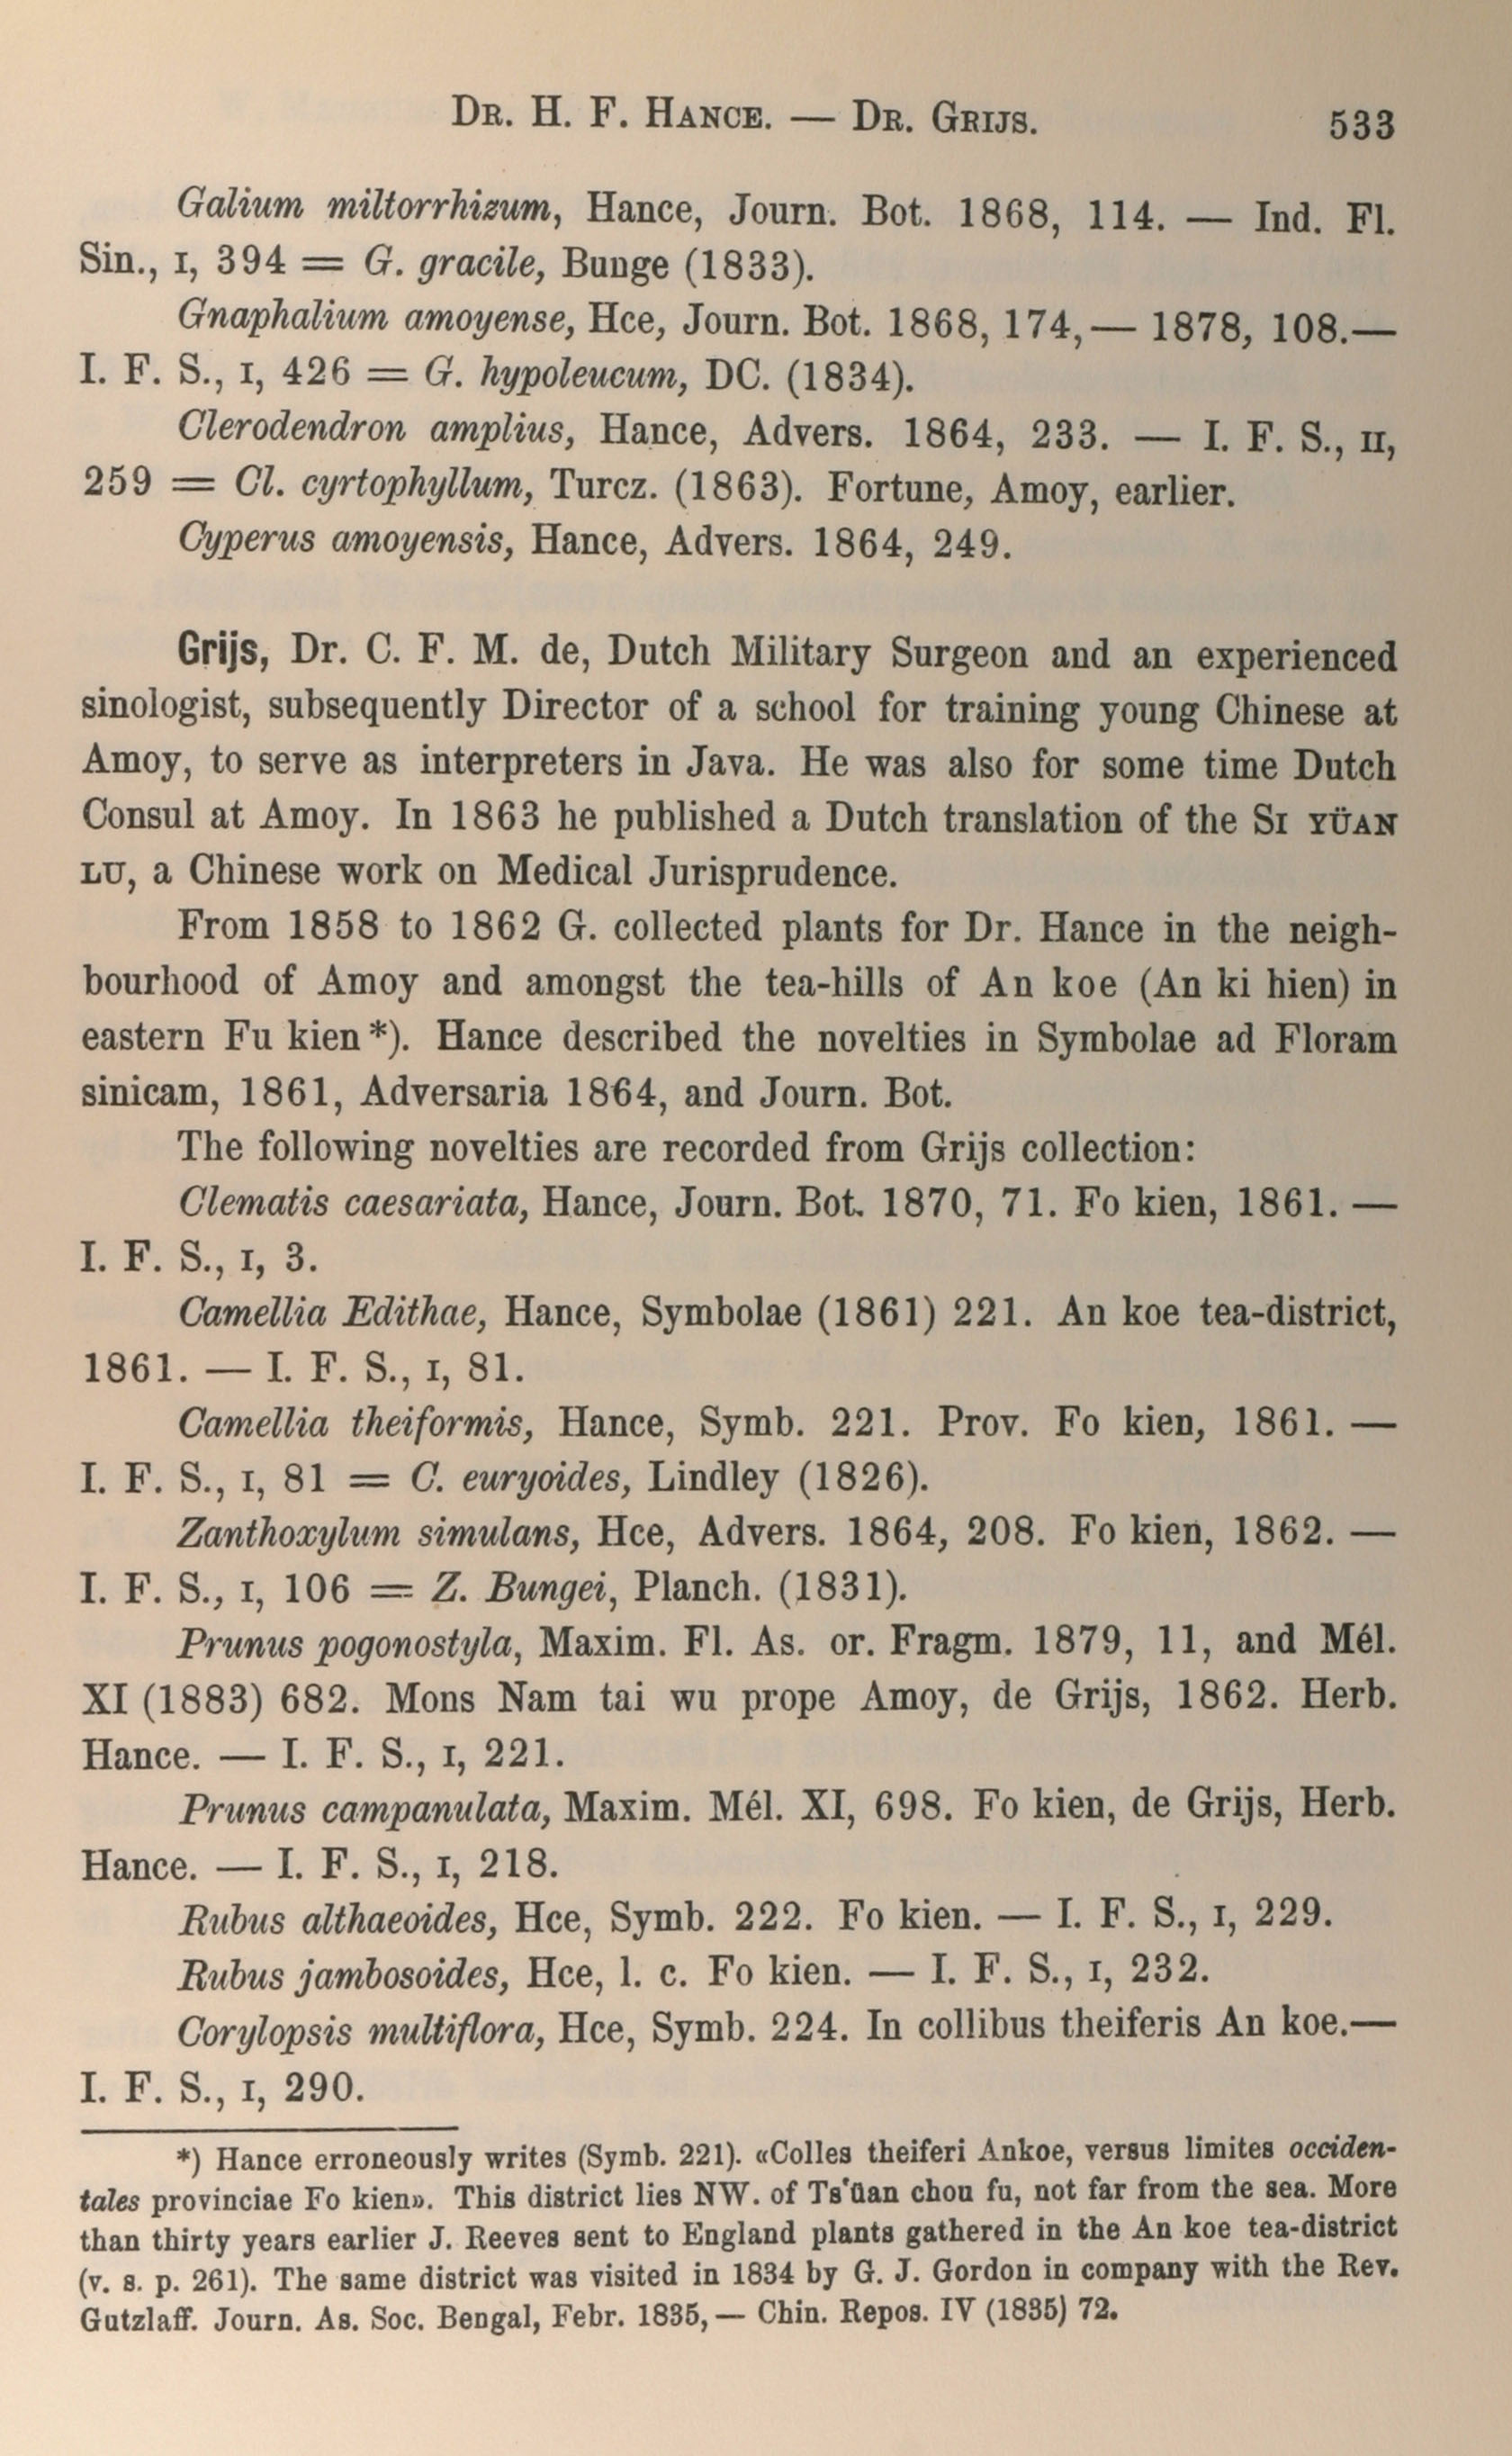 DR. H. F. HANCE. — DR. GRIJS. 533
Galium miltorrhizum, Hance, Journ. Bot. 1868, 114. — Ind. Fl.
Sin., I, 394 = G. gracile, Bunge (1833).
Gnaphalium amoyense, Hce, Journ. Bot. 1868, 174,— 1878, 108.—
I. F. S., I, 426 = G. hypoleucum, DC. (1834).
Clerodendron amplius, Hance, Advers. 1864, 233. — I. F. S., II,
259 = Cl. cyrtophyllum, Turcz. (1863). Fortune, Amoy, earlier.
Cyperus amoyensis, Hance, Advers. 1864, 249.
Grijs, Dr. C. F. M. de, Dutch Military Surgeon and an experienced
sinologist, subsequently Director of a school for training young Chinese at
Amoy, to serve as interpreters in Java. He was also for some time Dutch
Consul at Amoy. In 1863 he published a Dutch translation of the SI YÜAN
LU, a Chinese work on Medical Jurisprudence.
From 1858 to 1862 G. collected plants for Dr. Hance in the neigh-
bourhood of Amoy and amongst the tea-hills of An koe (An ki hien) in
eastern Fu kien *). Hance described the novelties in Symbolae ad Floram
sinicam, 1861, Adversaria 1864, and Journ. Bot.
The following novelties are recorded from Grijs collection:
Clematis caesariata, Hance, Journ. Bot. 1870, 71. Fo kien, 1861. —
I. F. S., I, 3.
Camellia Edithae, Hance, Symbolae (1861) 221. An koe tea-district,
1861. — I. F. S., I, 81.
Camellia theiformis, Hance, Symb. 221. Prov. Fo kien, 1861. —
I. F. S., I, 81 = C. euryoides, Lindley (1826).
Zanthoxylum simulans, Hce, Advers. 1864, 208. Fo kien, 1862. —
I. F. S., I, 106 = Z. Bungei, Planch. (1831).
Prunus pogonostyla, Maxim. Fl. As. or. Fragm. 1879, 11, and Mél.
XI (1883) 682. Mons Nam tai wu prope Amoy, de Grijs, 1862. Herb.
Hance. — I. F. S., I, 221.
Prunus campanulata, Maxim. Mél. XI, 698. Fo kien, de Grijs, Herb.
Hance. — I. F. S., I, 218.
Rubus althaeoides, Hce, Symb. 222. Fo kien. — I. F. S., I, 229.
Rubus jambosoides, Hce, l. c. Fo kien. — I. F. S., I, 232.
Corylopsis multiflora, Hce, Symb. 224. In collibus theiferis An koe.—
I. F. S., I, 290.
*) Hance erroneously writes (Symb. 221). «Colles theiferi Ankoe, versus limites occiden-
tales provinciae Fo kien». This district lies NW. of Ts'üan chou fu, not far from the sea. More
than thirty years earlier J. Reeves sent to England plants gathered in the An koe tea-district
(v. s. p. 261). The same district was visited in 1834 by G. J. Gordon in company with the Rev.
Gutzlaff. Journ. As. Soc. Bengal, Febr. 1835,— Chin. Repos. IV (1835) 72.